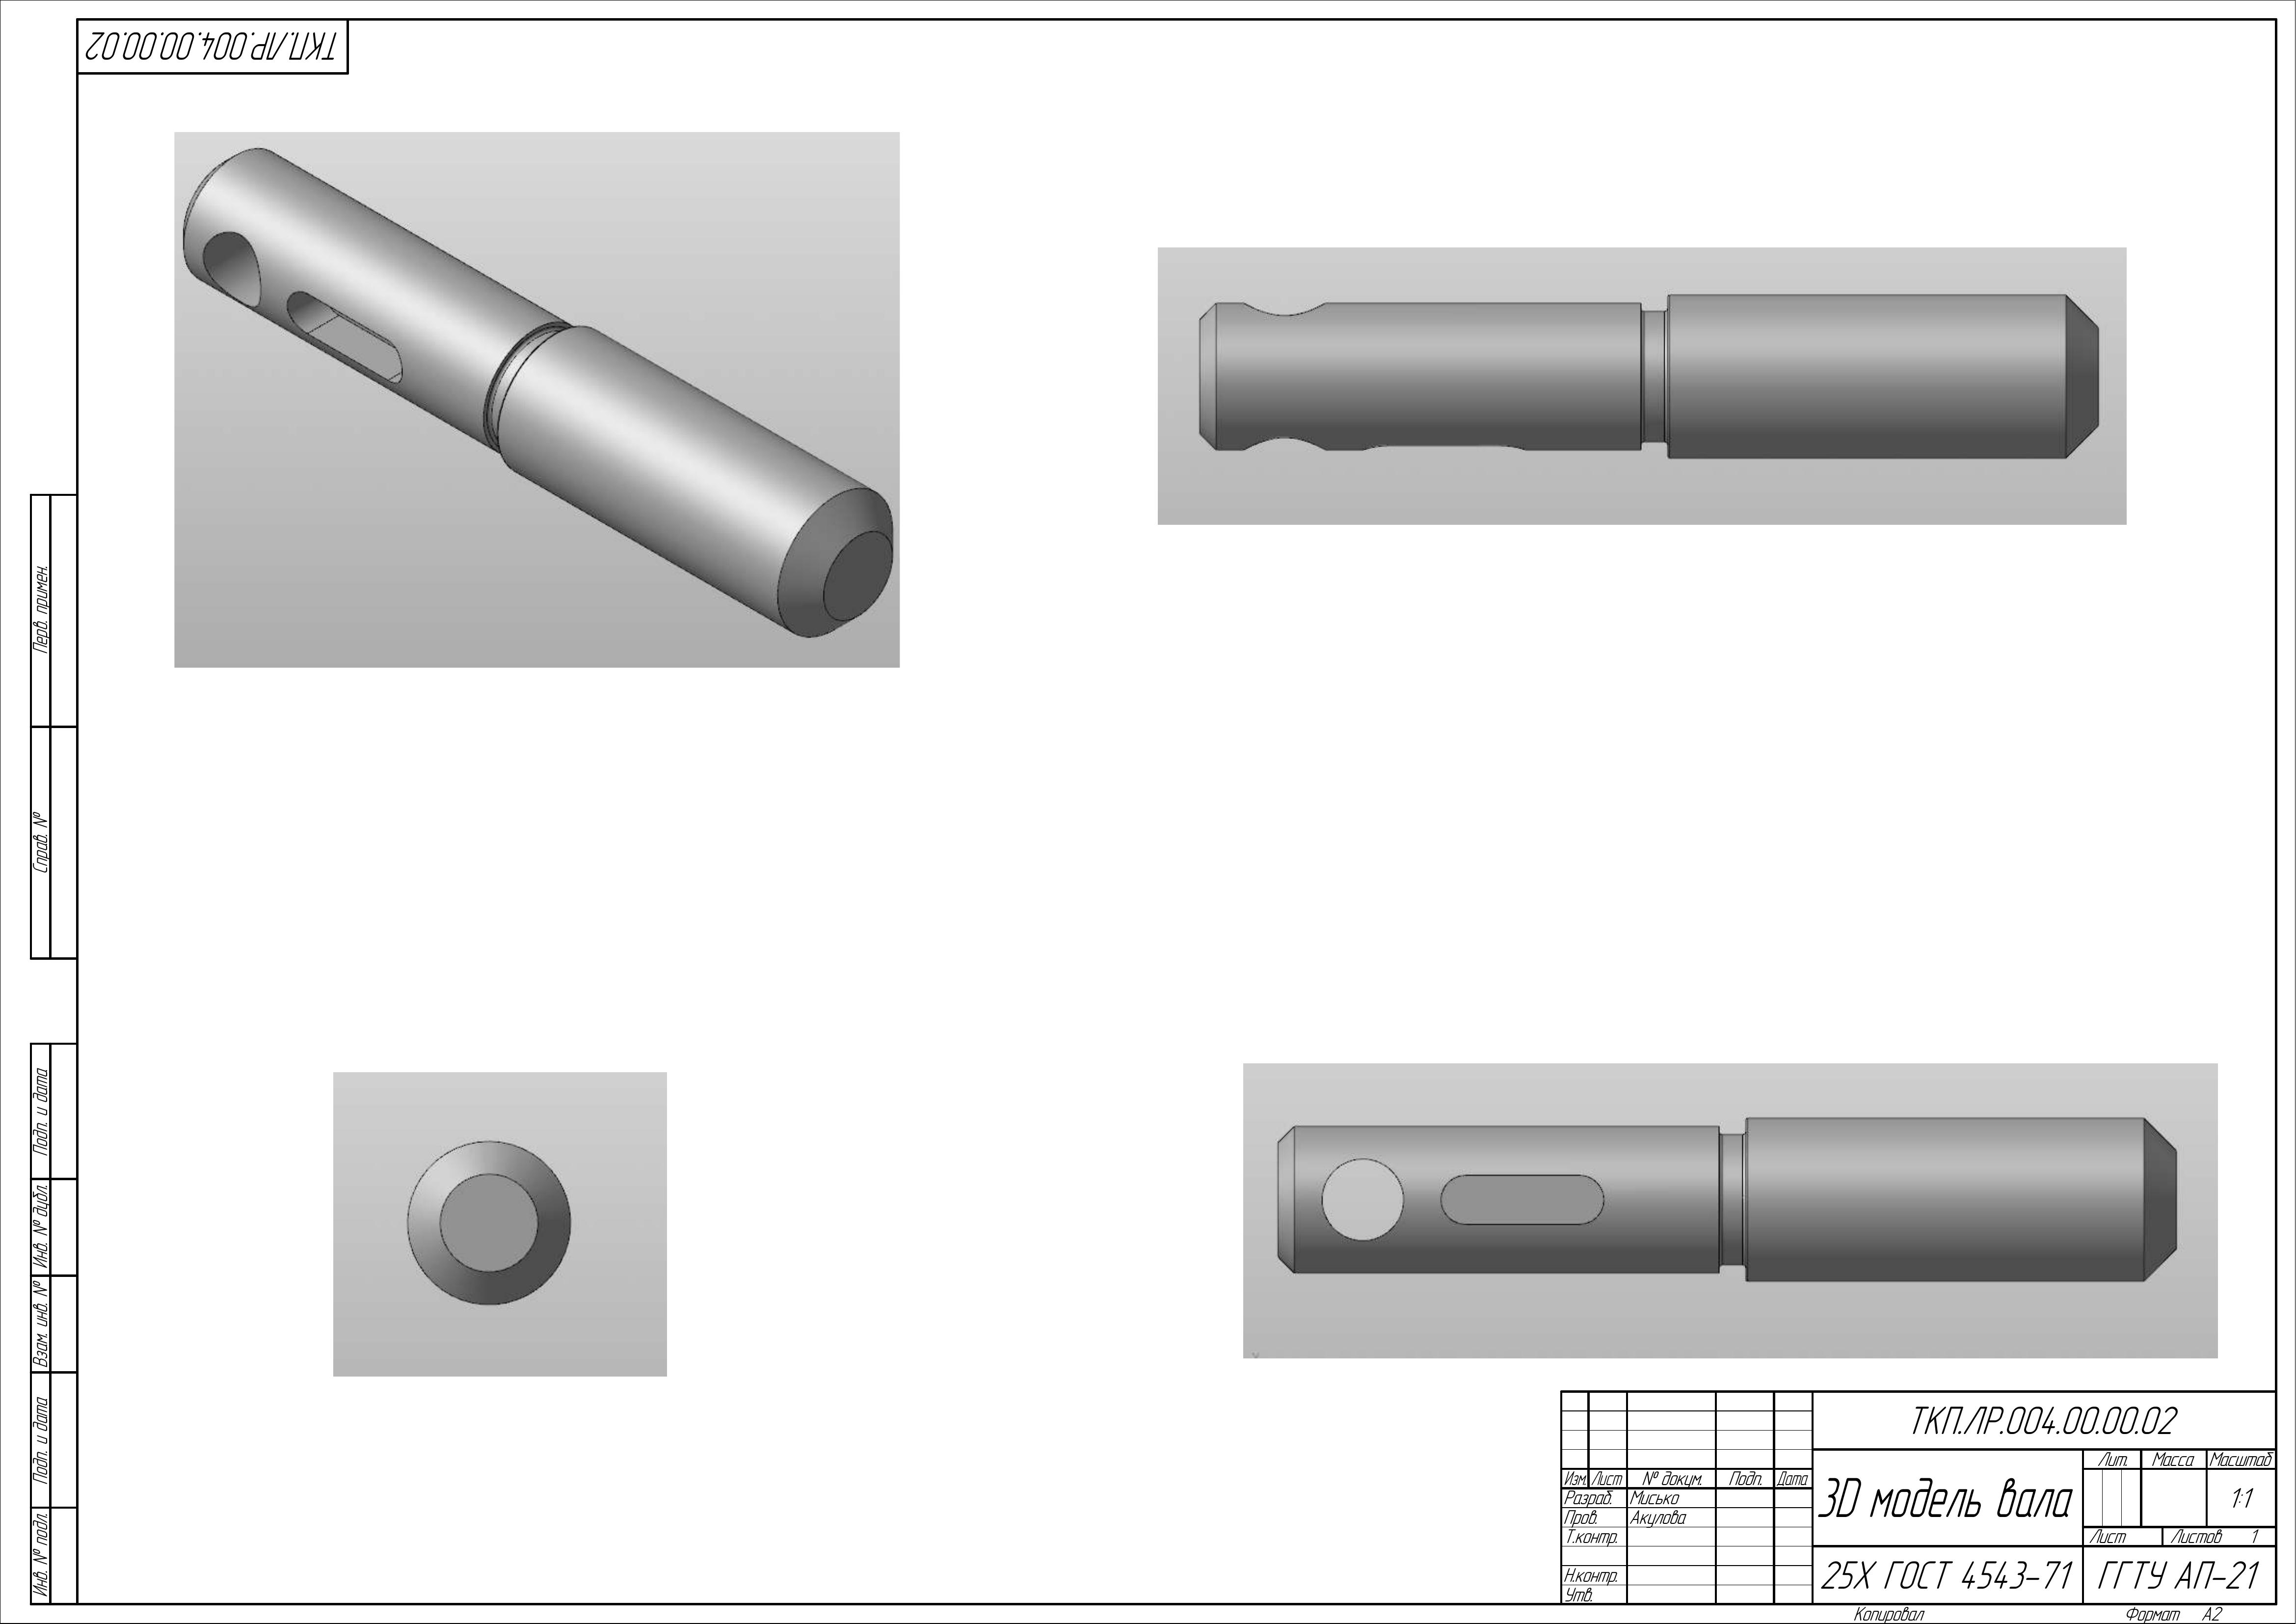 ТКП.ЛР.004.00.00.02
Перв. примен.
Справ. №
Подп. и дата
Инв. № дубл.
Взам. инв. №
Подп. и дата
Инв. № подл.
ТКП.ЛР.004.00.00.02
Изм. Лист № докум. Подп. Дата
Разраб. Мисько
Пров. Акулова
Т.контр.
Н.контр.
Утв.
3D модель вала
Лит. Масса Масштаб
1:1
Лист Листов 1
25Х ГОСТ 4543-71
ГГТУ АП-21
Копировал Формат А2